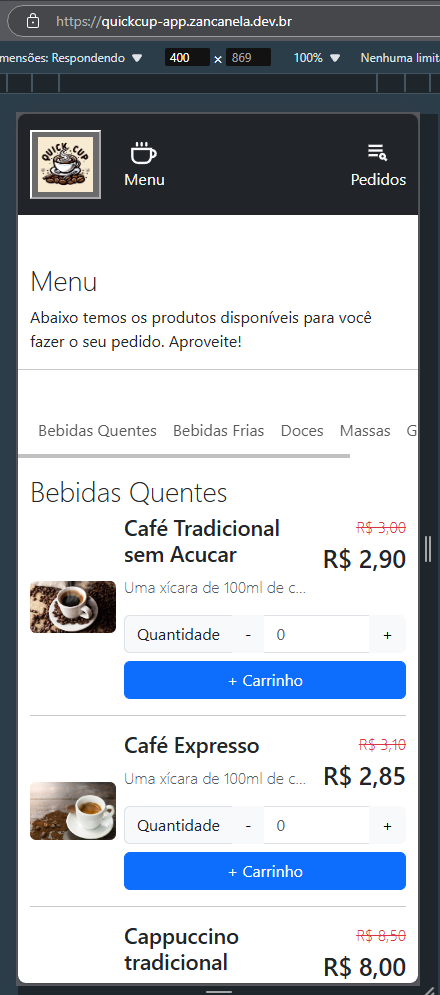 https://quickcup-app.zancanela.dev.br
mensões: Respondendo 400 × 869 100% Nenhuma limit
QUICK CUP
Menu Pedidos
Menu
Abaixo temos os produtos disponíveis para você
fazer o seu pedido. Aproveite!
Bebidas Quentes Bebidas Frias Doces Massas G
Bebidas Quentes
Café Tradicional
sem Acucar
R$ 3,00
R$ 2,90
Uma xícara de 100ml de c...
Quantidade - 0 +
+ Carrinho
Café Expresso
R$ 3,10
Uma xícara de 100ml de c...
R$ 2,85
Quantidade - 0 +
+ Carrinho
Cappuccino
tradicional
R$ 8,50
R$ 8,00